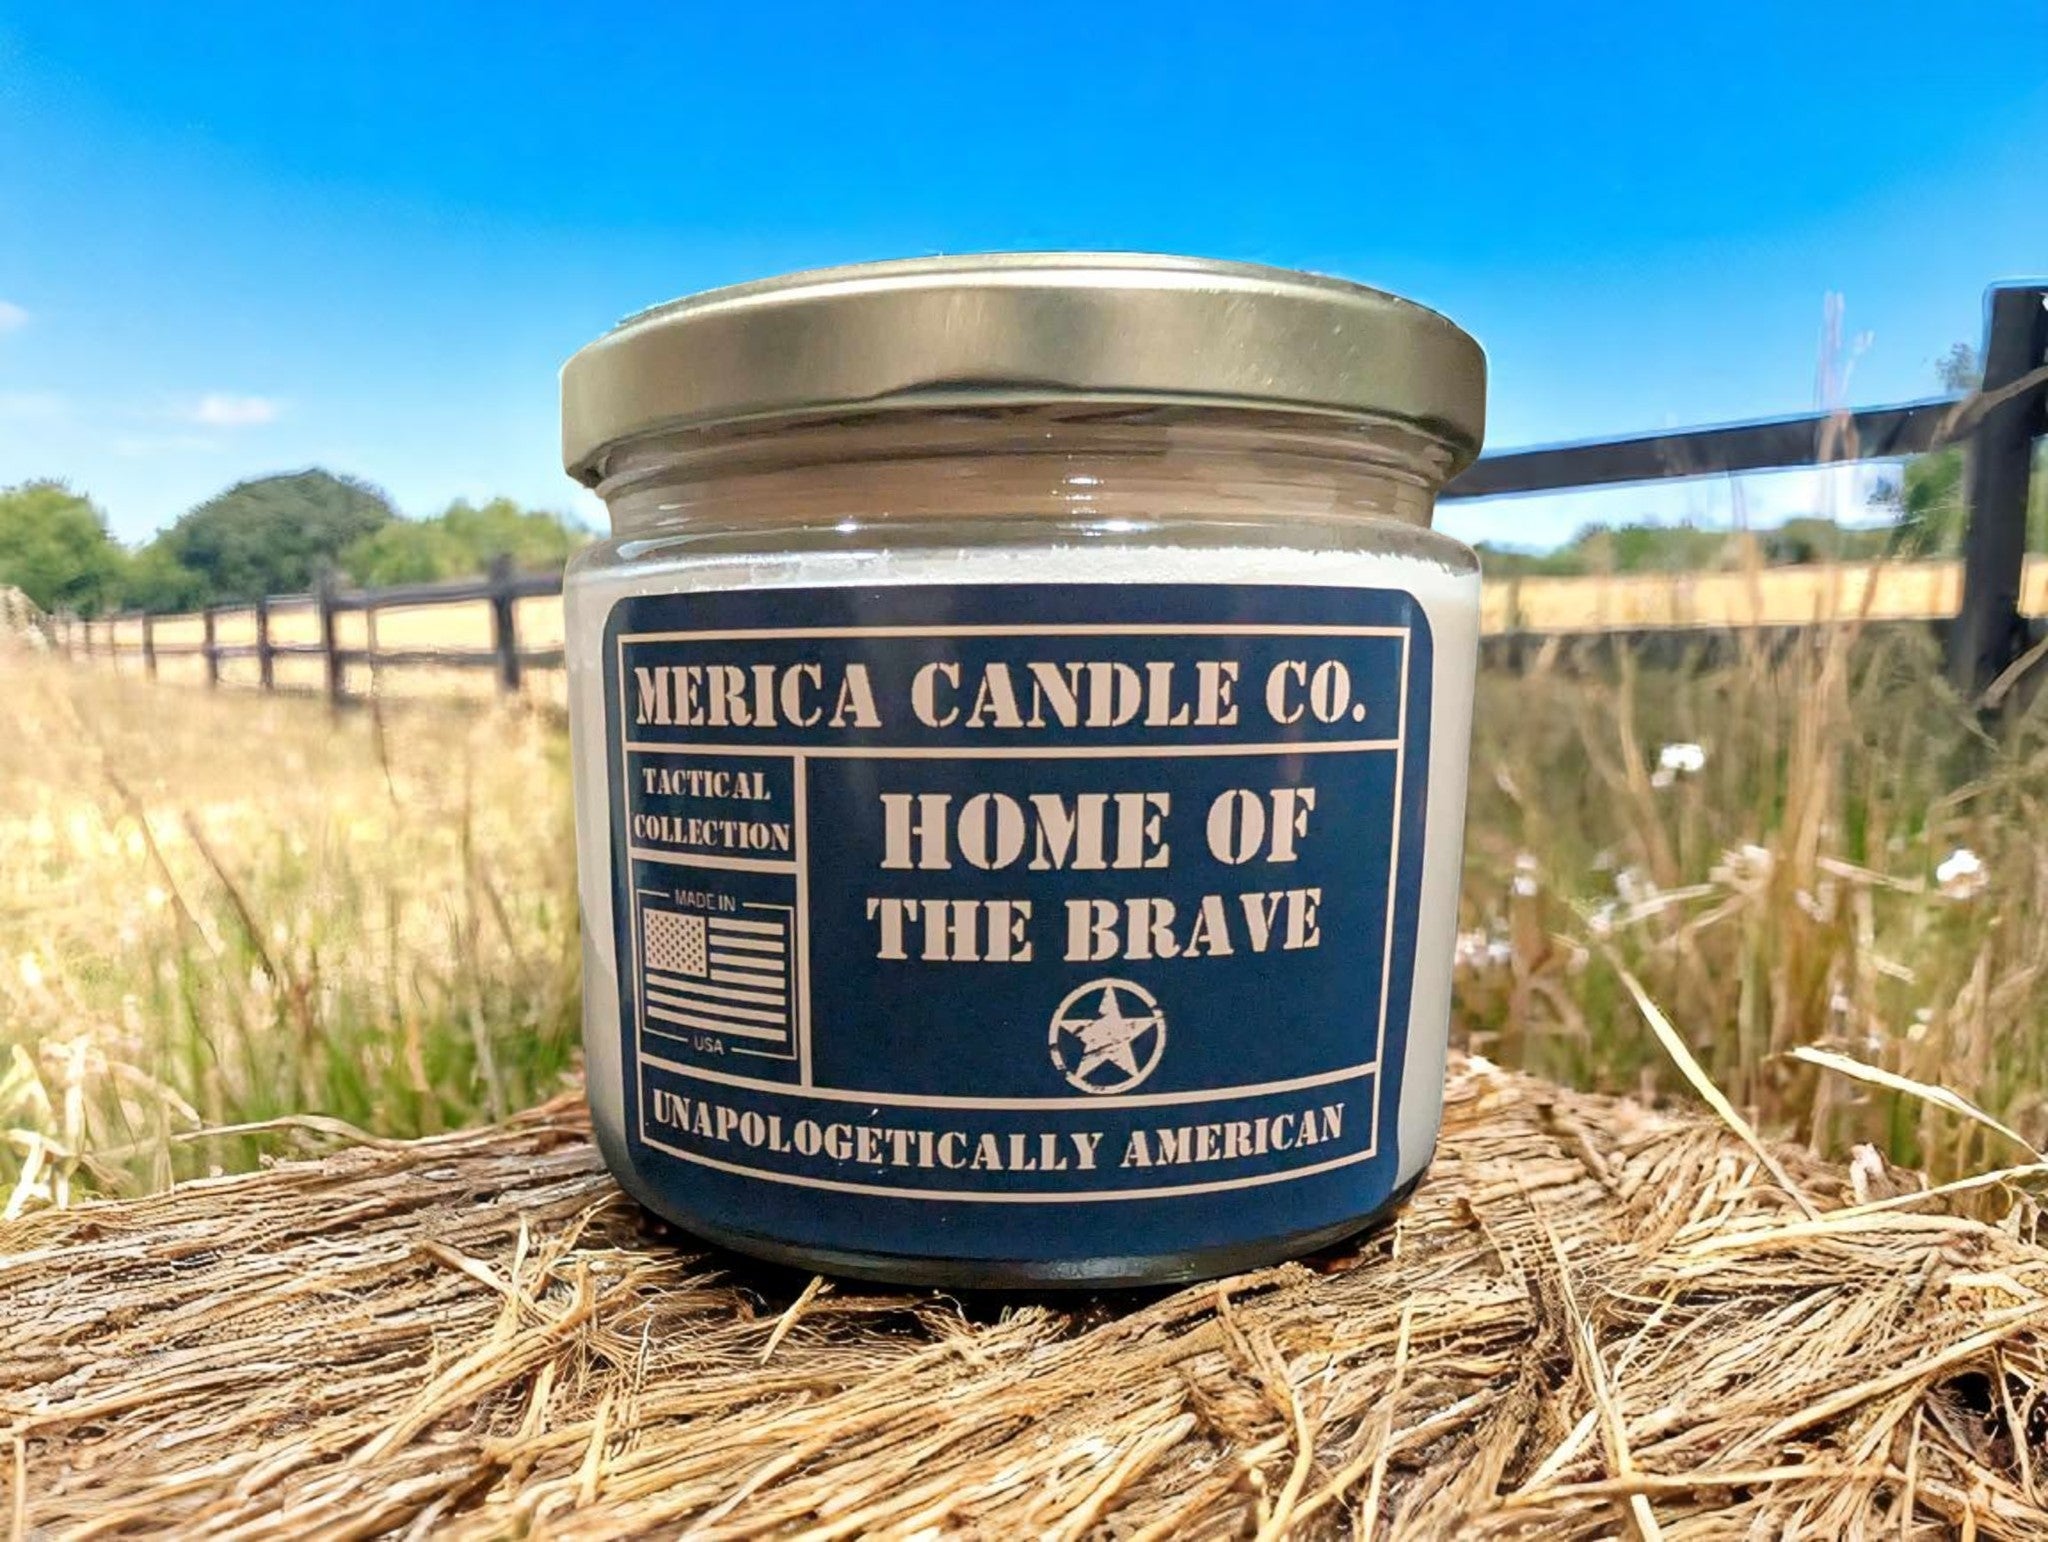 MERICA CANDLE CO.
TACTICAL
COLLECTION
MADE IN
USA
HOME OF
THE BRAVE
UNAPOLOGETICALLY AMERICAN